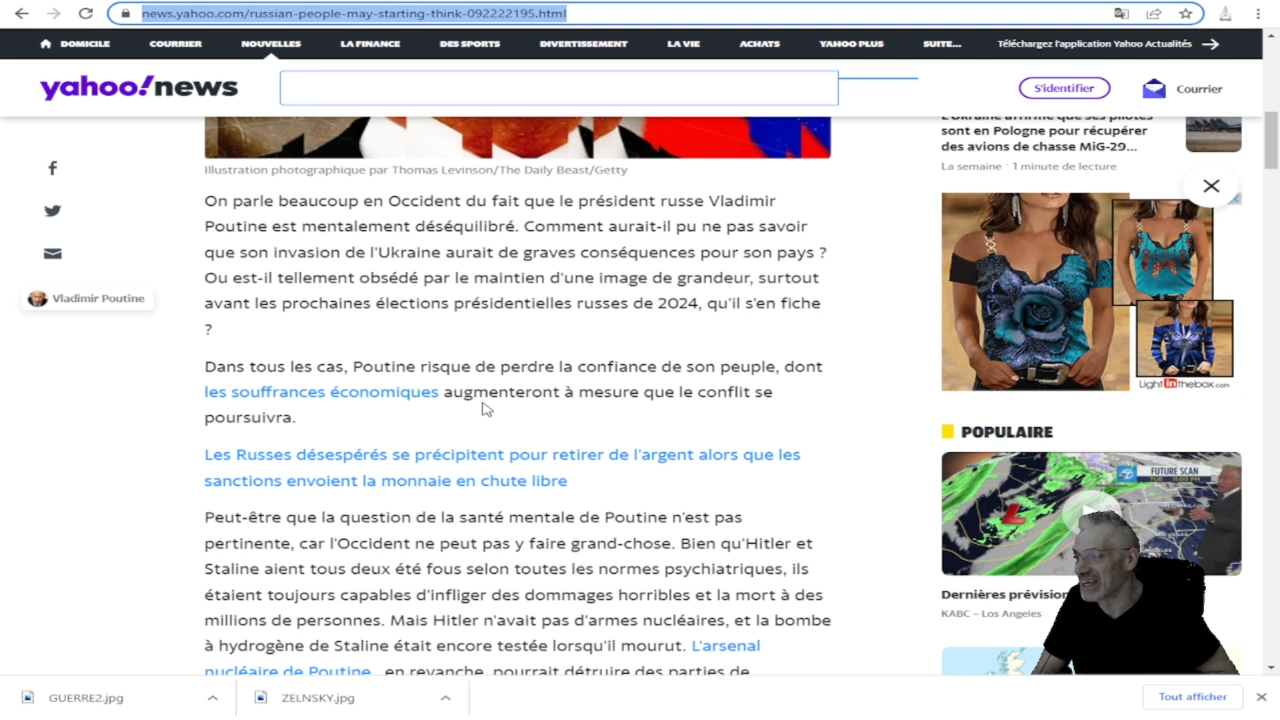 news.yahoo.com/russian-people-may-starting-think-092222195.html
DOMICILE COURRIER NOUVELLES LA FINANCE DES SPORTS DIVERTISSEMENT LA VIE ACHATS YAHOO PLUS SUITE... Téléchargez l'application Yahoo Actualités
yahoo!news
S'identifier
Courrier
L'Ukraine affirme que ses pilotes
sont en Pologne pour récupérer
des avions de chasse MiG-29...
La semaine · 1 minute de lecture
Illustration photographique par Thomas Levinson/The Daily Beast/Getty
On parle beaucoup en Occident du fait que le président russe Vladimir
Poutine est mentalement déséquilibré. Comment aurait-il pu ne pas savoir
que son invasion de l'Ukraine aurait de graves conséquences pour son pays ?
Ou est-il tellement obsédé par le maintien d'une image de grandeur, surtout
avant les prochaines élections présidentielles russes de 2024, qu'il s'en fiche
?
Vladimir Poutine
Dans tous les cas, Poutine risque de perdre la confiance de son peuple, dont
les souffrances économiques augmenteront à mesure que le conflit se
poursuivra.
Les Russes désespérés se précipitent pour retirer de l'argent alors que les
sanctions envoient la monnaie en chute libre
Peut-être que la question de la santé mentale de Poutine n'est pas
pertinente, car l'Occident ne peut pas y faire grand-chose. Bien qu'Hitler et
Staline aient tous deux été fous selon toutes les normes psychiatriques, ils
étaient toujours capables d'infliger des dommages horribles et la mort à des
millions de personnes. Mais Hitler n'avait pas d'armes nucléaires, et la bombe
à hydrogène de Staline était encore testée lorsqu'il mourut. L'arsenal
nucléaire de Poutine , en revanche, pourrait détruire des parties de
LightInthebox.com
POPULAIRE
FUTURE SCAN
TUE 11:00 PM
LAS VEGAS
LOS ANGELES
Dernières prévision
KABC – Los Angeles
GUERRE2.jpg
ZELNSKY.jpg
Tout afficher